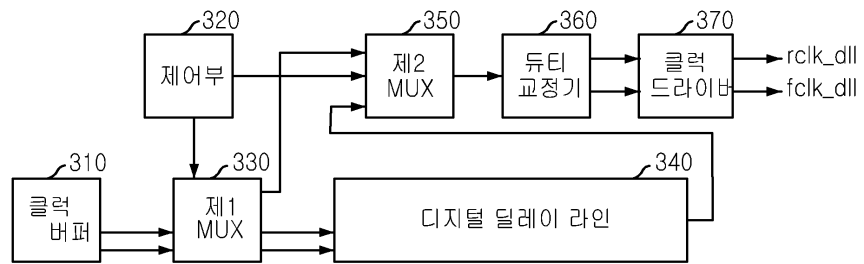 320
제어부
350
제2
MUX
360
듀티
교정기
370
클럭
드라이버
rclk_dll
fclk_dll
310
클럭
버퍼
330
제1
MUX
340
디지털 딜레이 라인